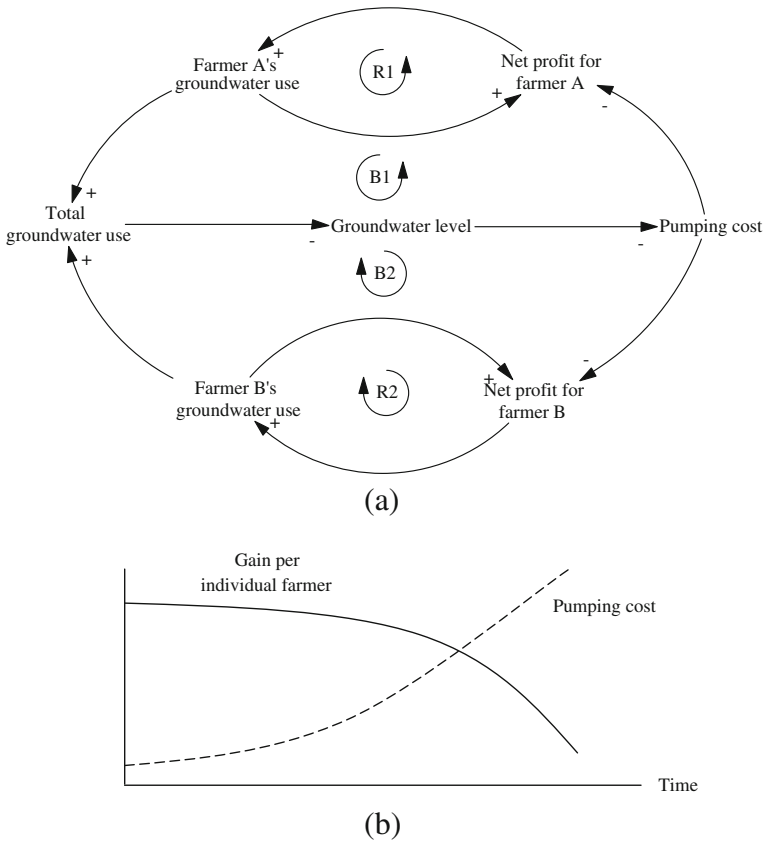 Farmer A's
groundwater use
+
R1
Net profit for
farmer A
+
-
B1
+
Total
groundwater use
-
Groundwater level
-
Pumping cost
+
B2
-
Farmer B's
groundwater use
+
R2
+
Net profit for
farmer B
(a)
Gain per
individual farmer
Pumping cost
Time
(b)